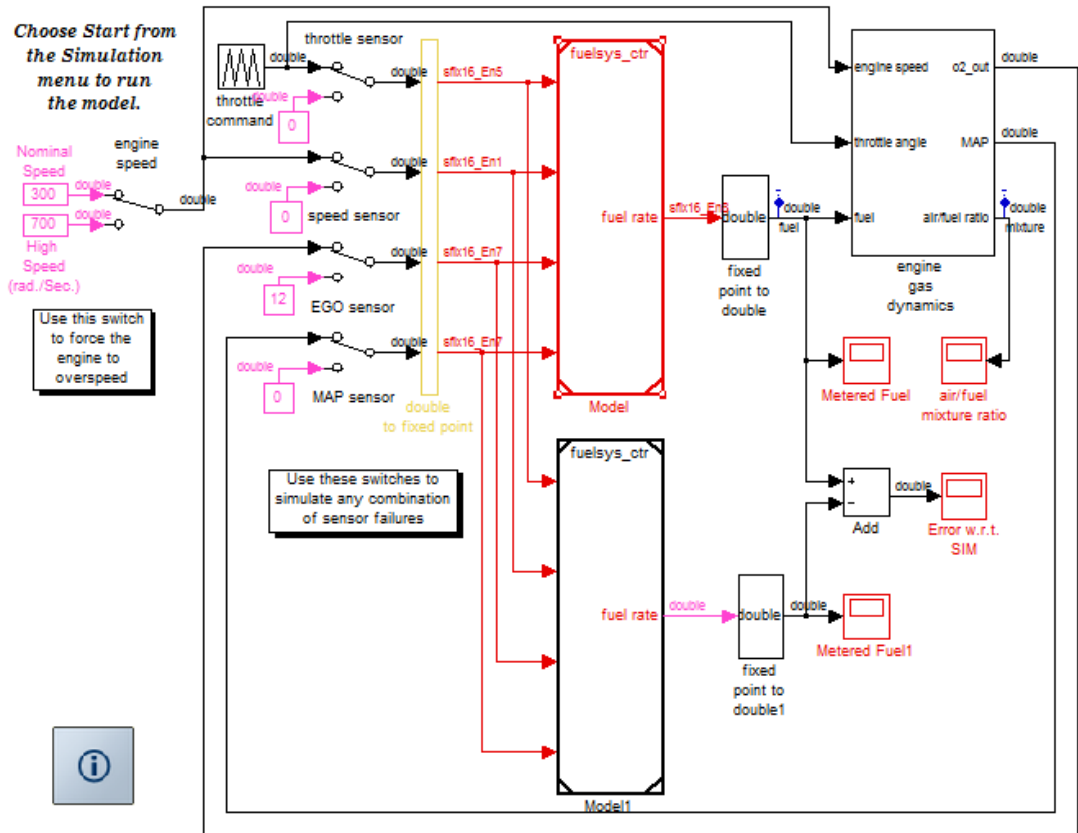 Choose Start from
the Simulation
menu to run
the model.
throttle sensor
double
throttle
command
double
0
double
sfix16_En5
fuelsys_ctr
engine speed
o2_out
double
throttle angle
MAP
double
fuel
air/fuel ratio
double
mixture
engine
gas
dynamics
engine
speed
Nominal
Speed
300
double
700
double
double
High
Speed
(rad./Sec.)
double
0
speed sensor
double
sfix16_En1
double
12
EGO sensor
double
sfix16_En7
double
0
MAP sensor
double
sfix16_En7
double
to fixed point
fuel rate
Model
double
double
fuel
fixed
point to
double
Use this switch
to force the
engine to
overspeed
Metered Fuel
air/fuel
mixture ratio
Use these switches to
simulate any combination
of sensor failures
fuelsys_ctr
fuel rate
Model1
double
double
double
fixed
point to
double1
+
−
Add
double
Error w.r.t.
SIM
Metered Fuel1
i